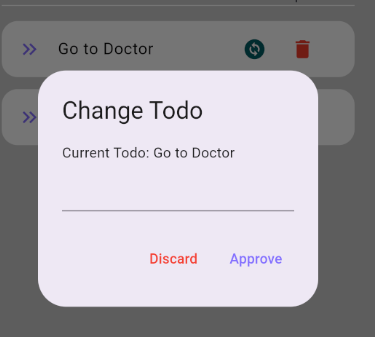 Go to Doctor
Change Todo
Current Todo: Go to Doctor
Discard Approve